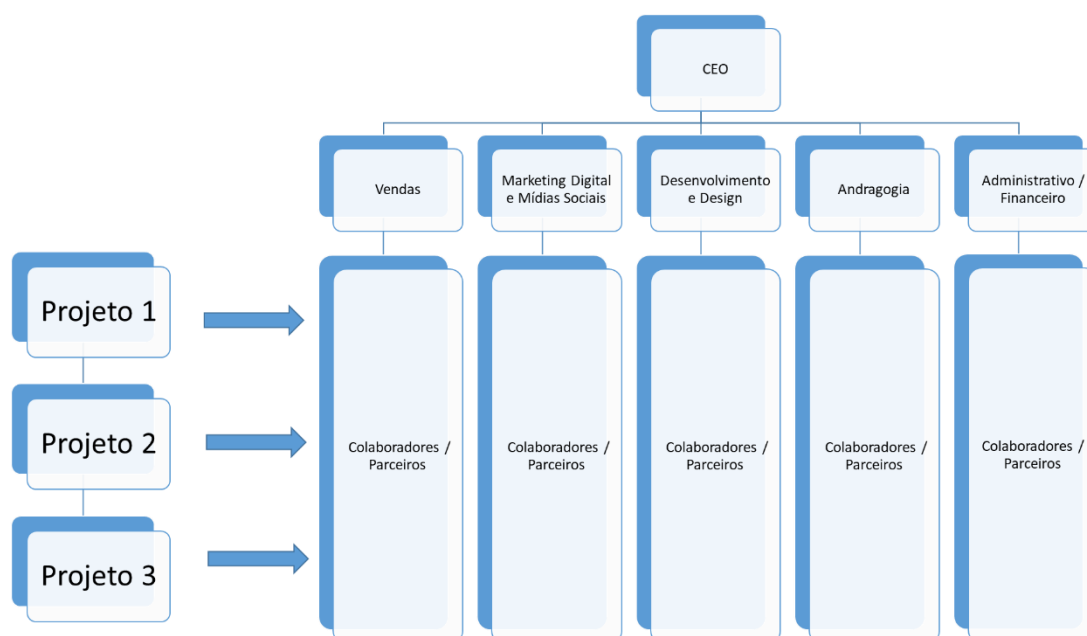 CEO
Vendas
Marketing Digital
e Mídias Sociais
Desenvolvimento
e Design
Andragogia
Administrativo /
Financeiro
Projeto 1
Projeto 2
Projeto 3
Colaboradores /
Parceiros
Colaboradores /
Parceiros
Colaboradores /
Parceiros
Colaboradores /
Parceiros
Colaboradores /
Parceiros